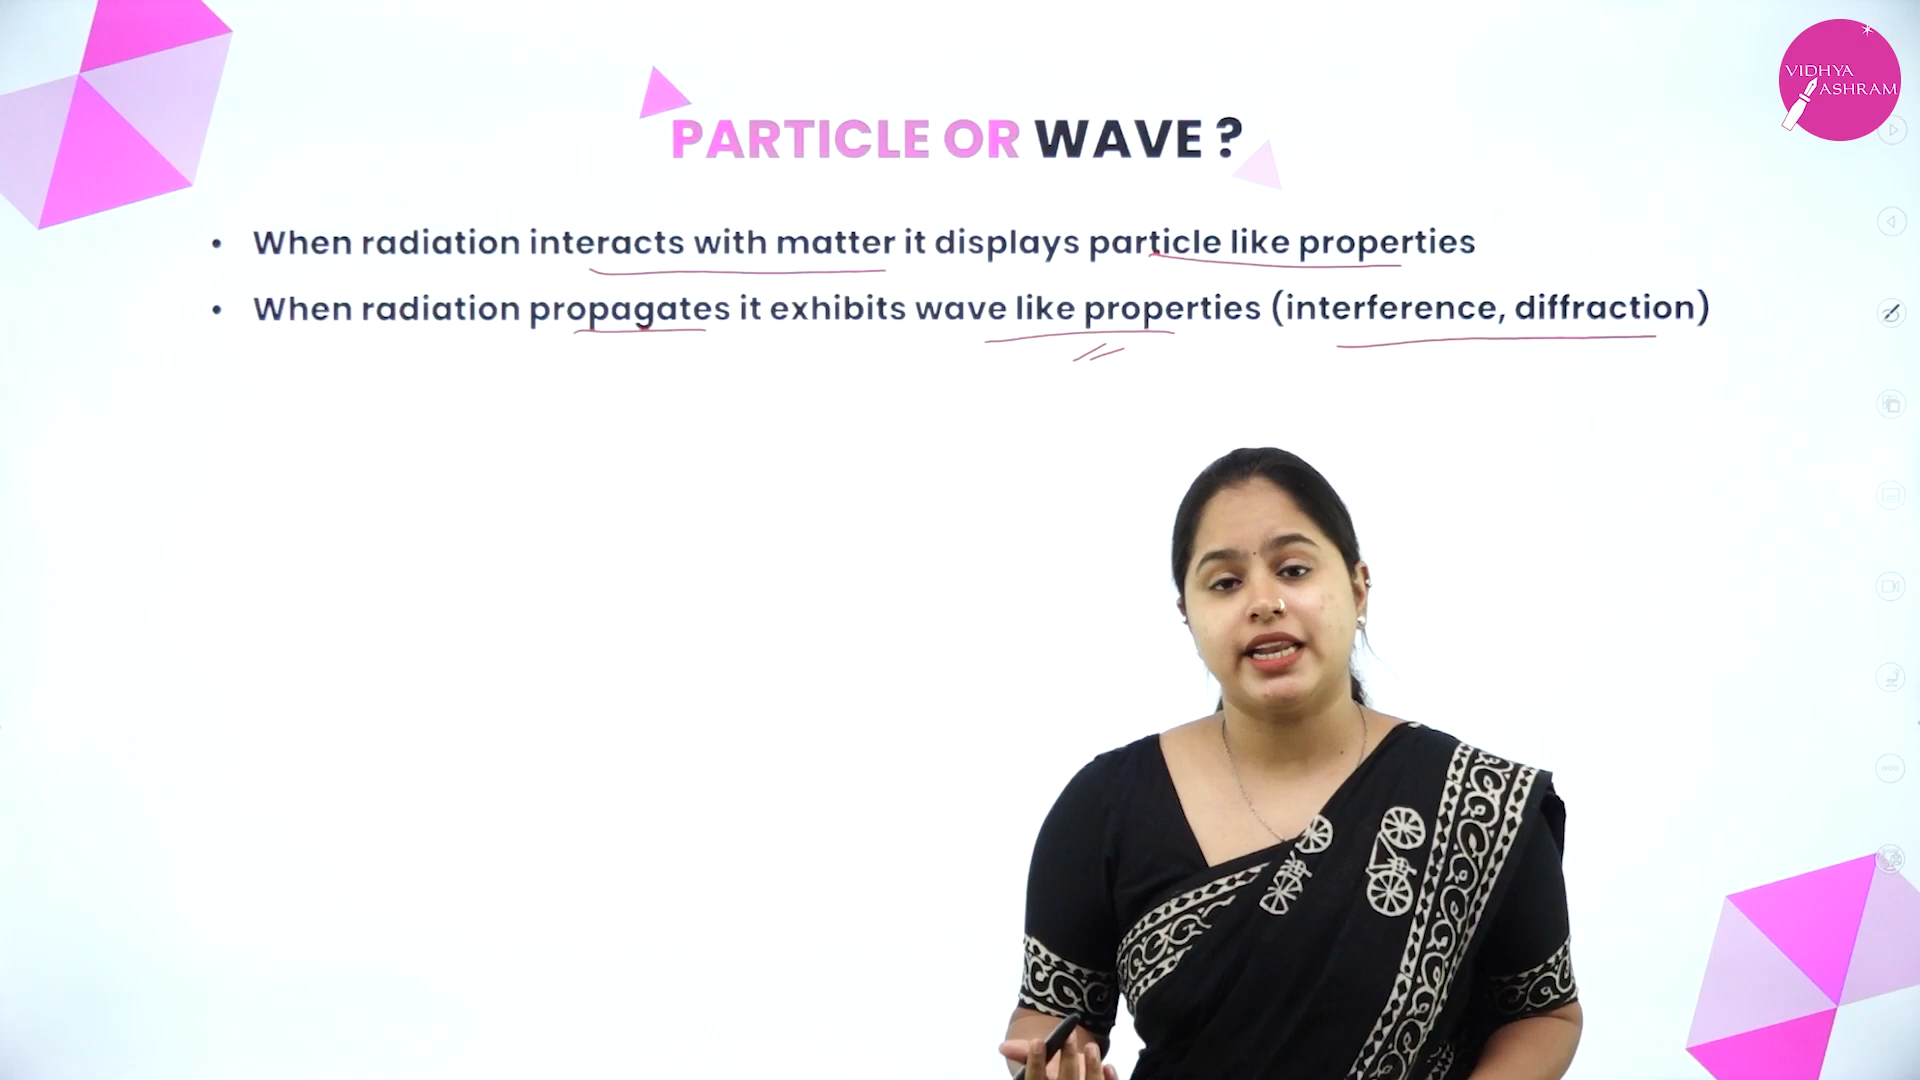 VIDHYA
ASHRAM
PARTICLE OR WAVE ?
• When radiation interacts with matter it displays particle like properties
• When radiation propagates it exhibits wave like properties (interference, diffraction)